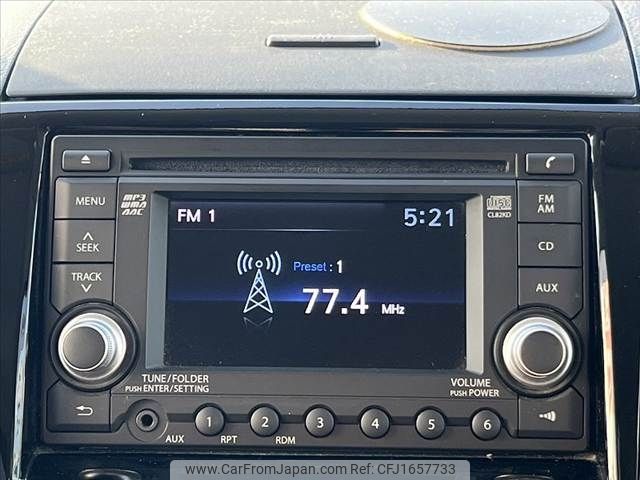 MENU
MP3
WMA
AAC
FM 1
5:21
disc
CL82KD
FM
AM
SEEK
Preset : 1
CD
TRACK
77.4 MHz
AUX
TUNE/FOLDER
PUSH ENTER/SETTING
VOLUME
PUSH POWER
1 2 3 4 5 6
AUX RPT RDM
www.CarFromJapan.com ID: CFJ1657733